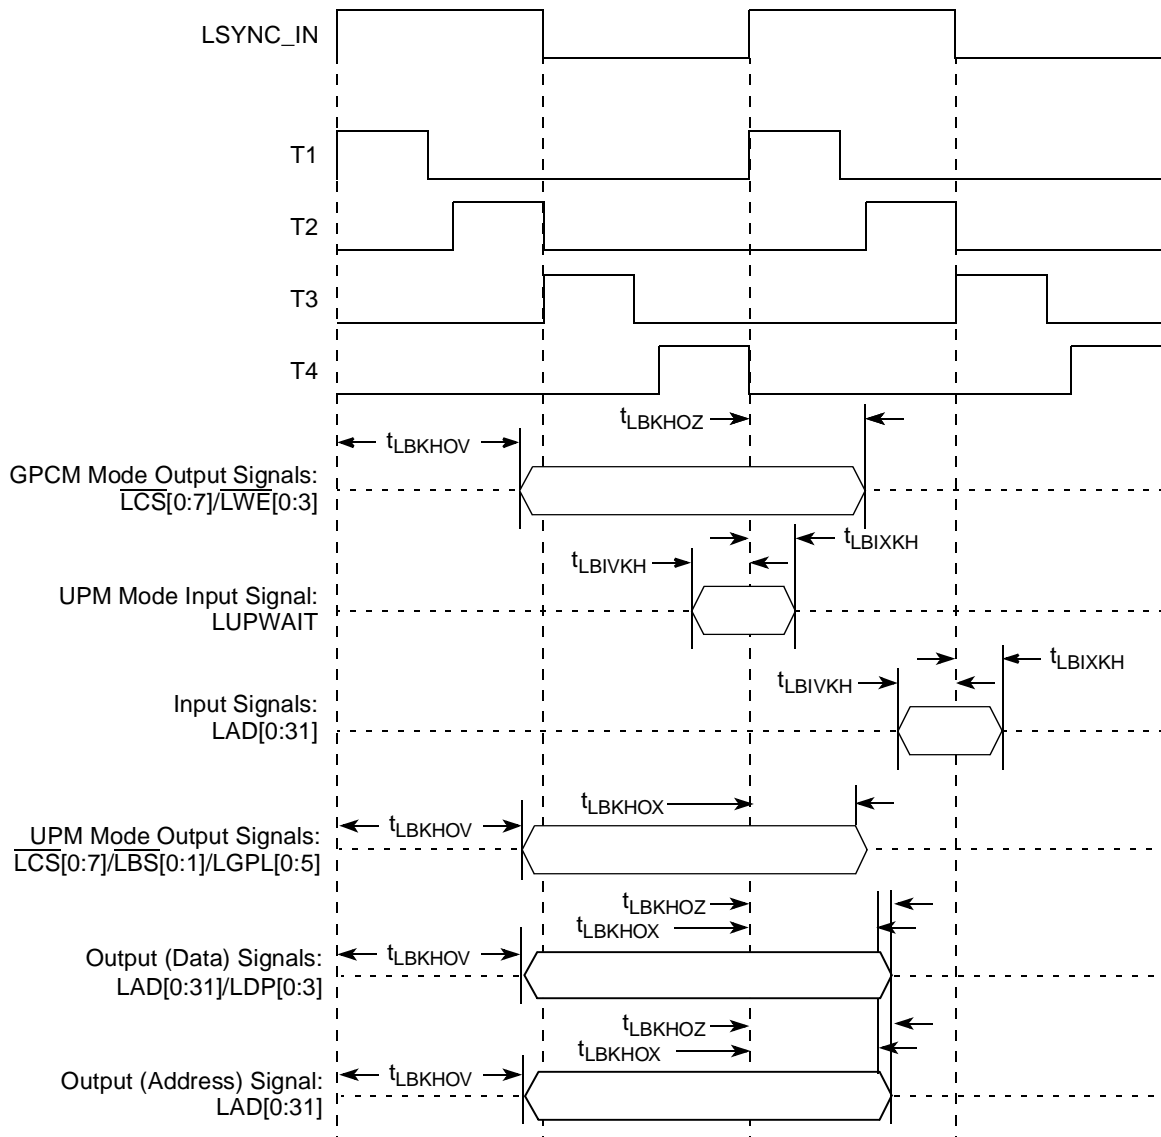 LSYNC_IN
T1
T2
T3
T4
tLBKHOZ
tLBKHOV
GPCM Mode Output Signals:
LCS[0:7]/LWE[0:3]
tLBIXKH
tLBIVKH
UPM Mode Input Signal:
LUPWAIT
tLBIXKH
tLBIVKH
Input Signals:
LAD[0:31]
tLBKHOX
tLBKHOV
UPM Mode Output Signals:
LCS[0:7]/LBS[0:1]/LGPL[0:5]
tLBKHOZ
tLBKHOX
tLBKHOV
Output (Data) Signals:
LAD[0:31]/LDP[0:3]
tLBKHOZ
tLBKHOX
tLBKHOV
Output (Address) Signal:
LAD[0:31]